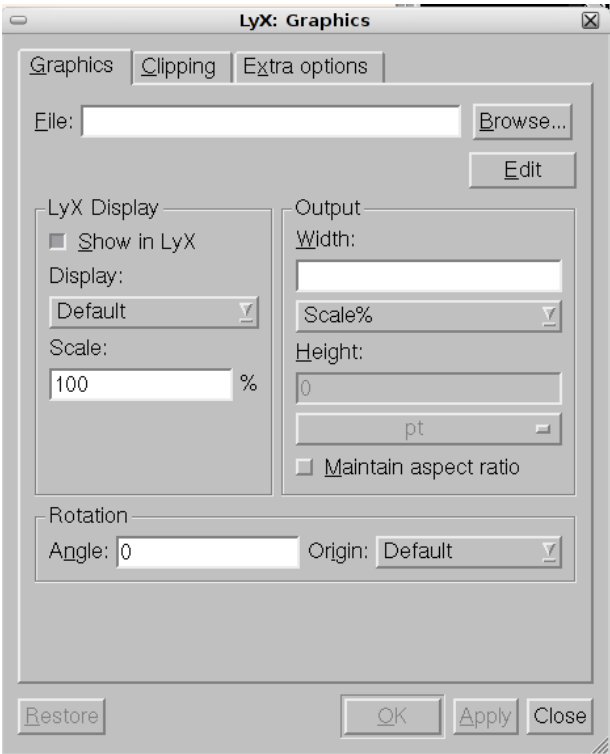 LyX: Graphics
Graphics Clipping Extra options
File: Browse...
Edit
LyX Display
Show in LyX
Display:
Default
Scale:
100 %
Output
Width:
Scale%
Height:
0
pt
Maintain aspect ratio
Rotation
Angle: 0 Origin: Default
Restore OK Apply Close